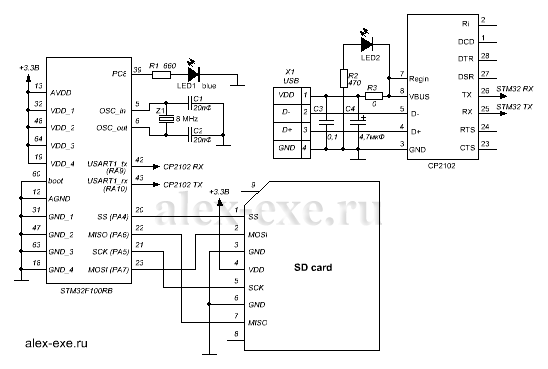 +3.3В
13 AVDD
32 VDD_1
48 VDD_2
64 VDD_3
19 VDD_4
60 boot
12 AGND
31 GND_1
47 GND_2
63 GND_3
18 GND_4
PC8 39
OSC_in 5
OSC_out 6
USART1_tx (RA9) 42
CP2102 RX
USART1_rx (RA10) 43
CP2102 TX
SS (PA4) 20
MISO (PA6) 22
SCK (PA5) 21
MOSI (PA7) 23
STM32F100RB
R1 660
LED1 blue
C1
20пФ
Z1
8 MHz
C2
20пФ
X1
USB
VDD 1
D- 2
D+ 3
GND 4
LED2
R2
470
R3
0
C3
0,1
C4
4,7мкФ
7 Regin
8 VBUS
5 D-
4 D+
3 GND
Ri 2
DCD 1
DTR 28
DSR 27
TX 26 STM32 RX
RX 25 STM32 TX
RTS 24
CTS 23
CP2102
+3.3В
9
1 SS
2 MOSI
3 GND
4 VDD
5 SCK
6 GND
7 MISO
8
SD card
alex-exe.ru
alex-exe.ru